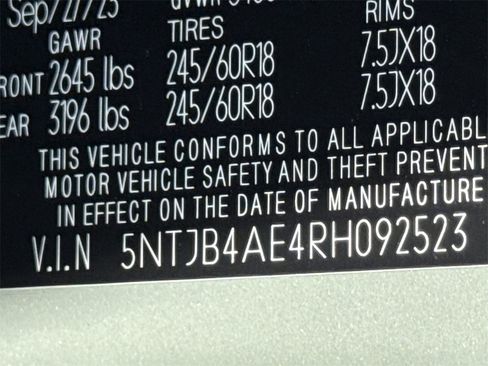 Sep/27/23
GAWR TIRES RIMS
FRONT 2645 lbs 245/60R18 7.5JX18
EAR 3196 lbs 245/60R18 7.5JX18
THIS VEHICLE CONFORMS TO ALL APPLICABL
MOTOR VEHICLE SAFETY AND THEFT PREVENT
IN EFFECT ON THE DATE OF MANUFACTURE
V.I.N 5NTJB4AE4RH092523